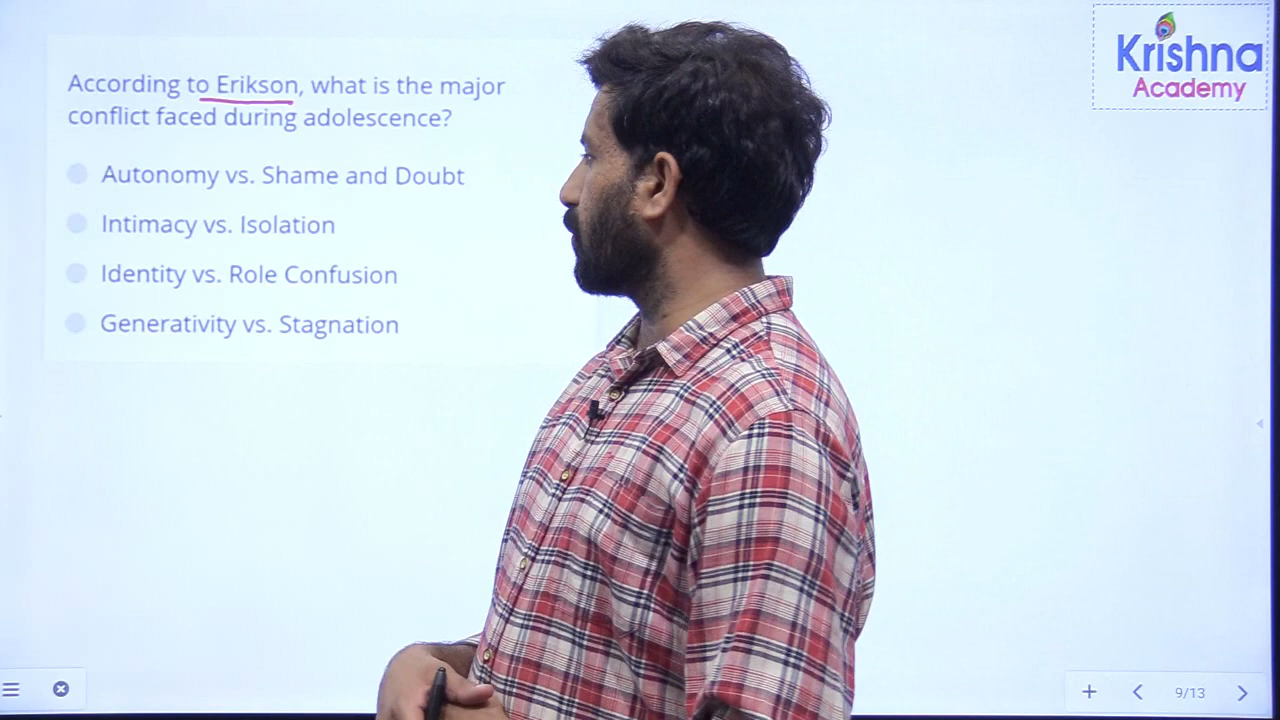 According to Erikson, what is the major
conflict faced during adolescence?
Autonomy vs. Shame and Doubt
Intimacy vs. Isolation
Identity vs. Role Confusion
Generativity vs. Stagnation
Krishna
Academy
9/13